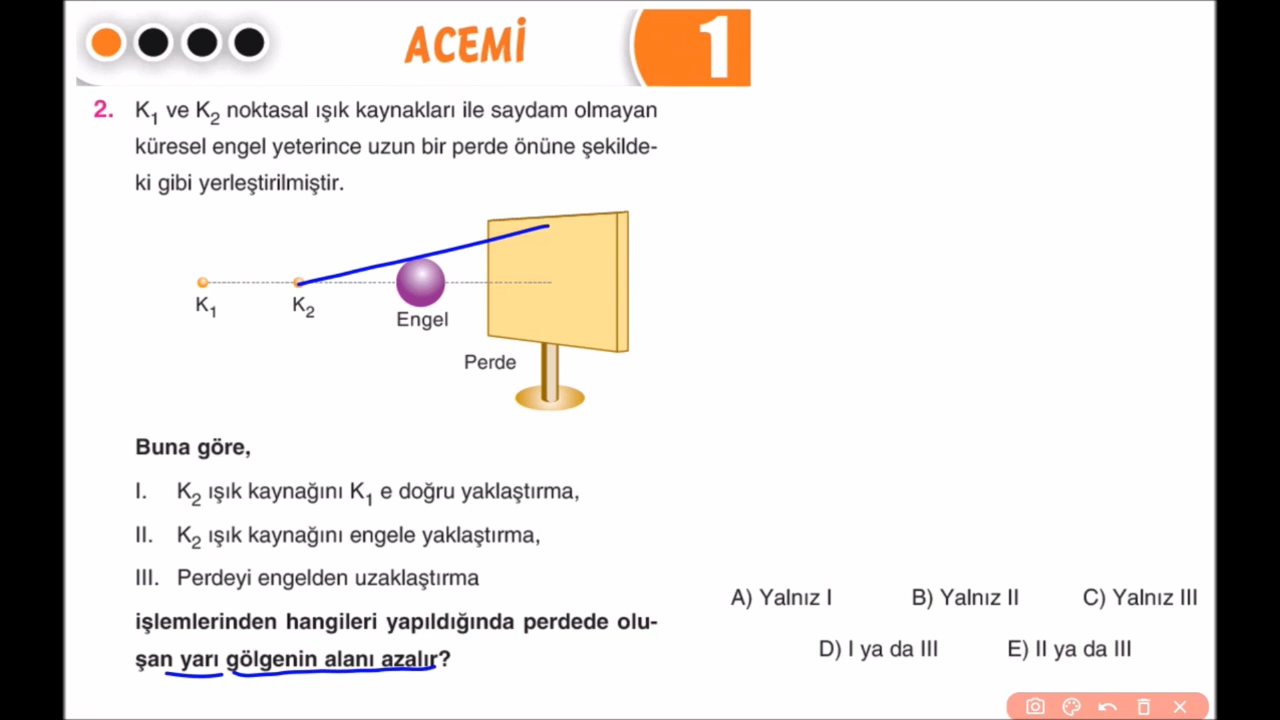 ACEMİ
1
2. K1 ve K2 noktasal ışık kaynakları ile saydam olmayan
küresel engel yeterince uzun bir perde önüne şekilde-
ki gibi yerleştirilmiştir.
K1
K2
Engel
Perde
Buna göre,
I. K2 ışık kaynağını K1 e doğru yaklaştırma,
II. K2 ışık kaynağını engele yaklaştırma,
III. Perdeyi engelden uzaklaştırma
işlemlerinden hangileri yapıldığında perdede olu-
şan yarı gölgenin alanı azalır?
A) Yalnız I B) Yalnız II C) Yalnız III
D) I ya da III E) II ya da III